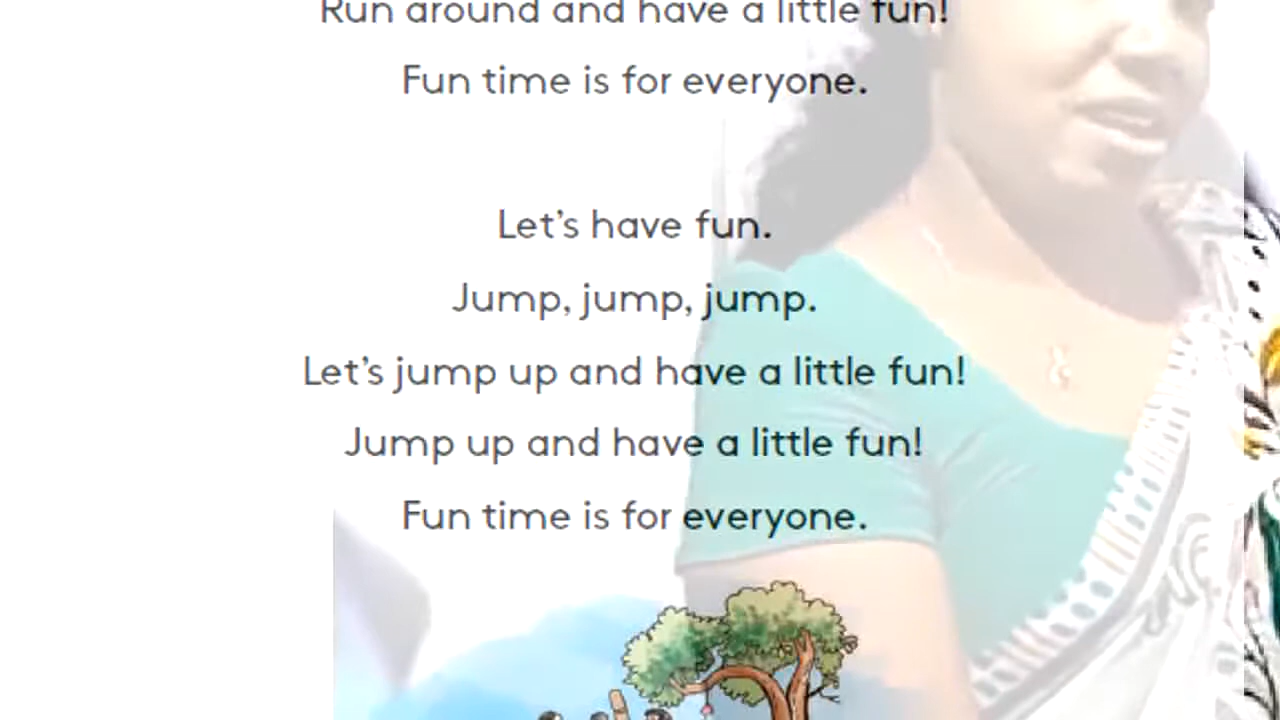 Run around and have a little fun!
Fun time is for everyone.
Let's have fun.
Jump, jump, jump.
Let's jump up and have a little fun!
Jump up and have a little fun!
Fun time is for everyone.